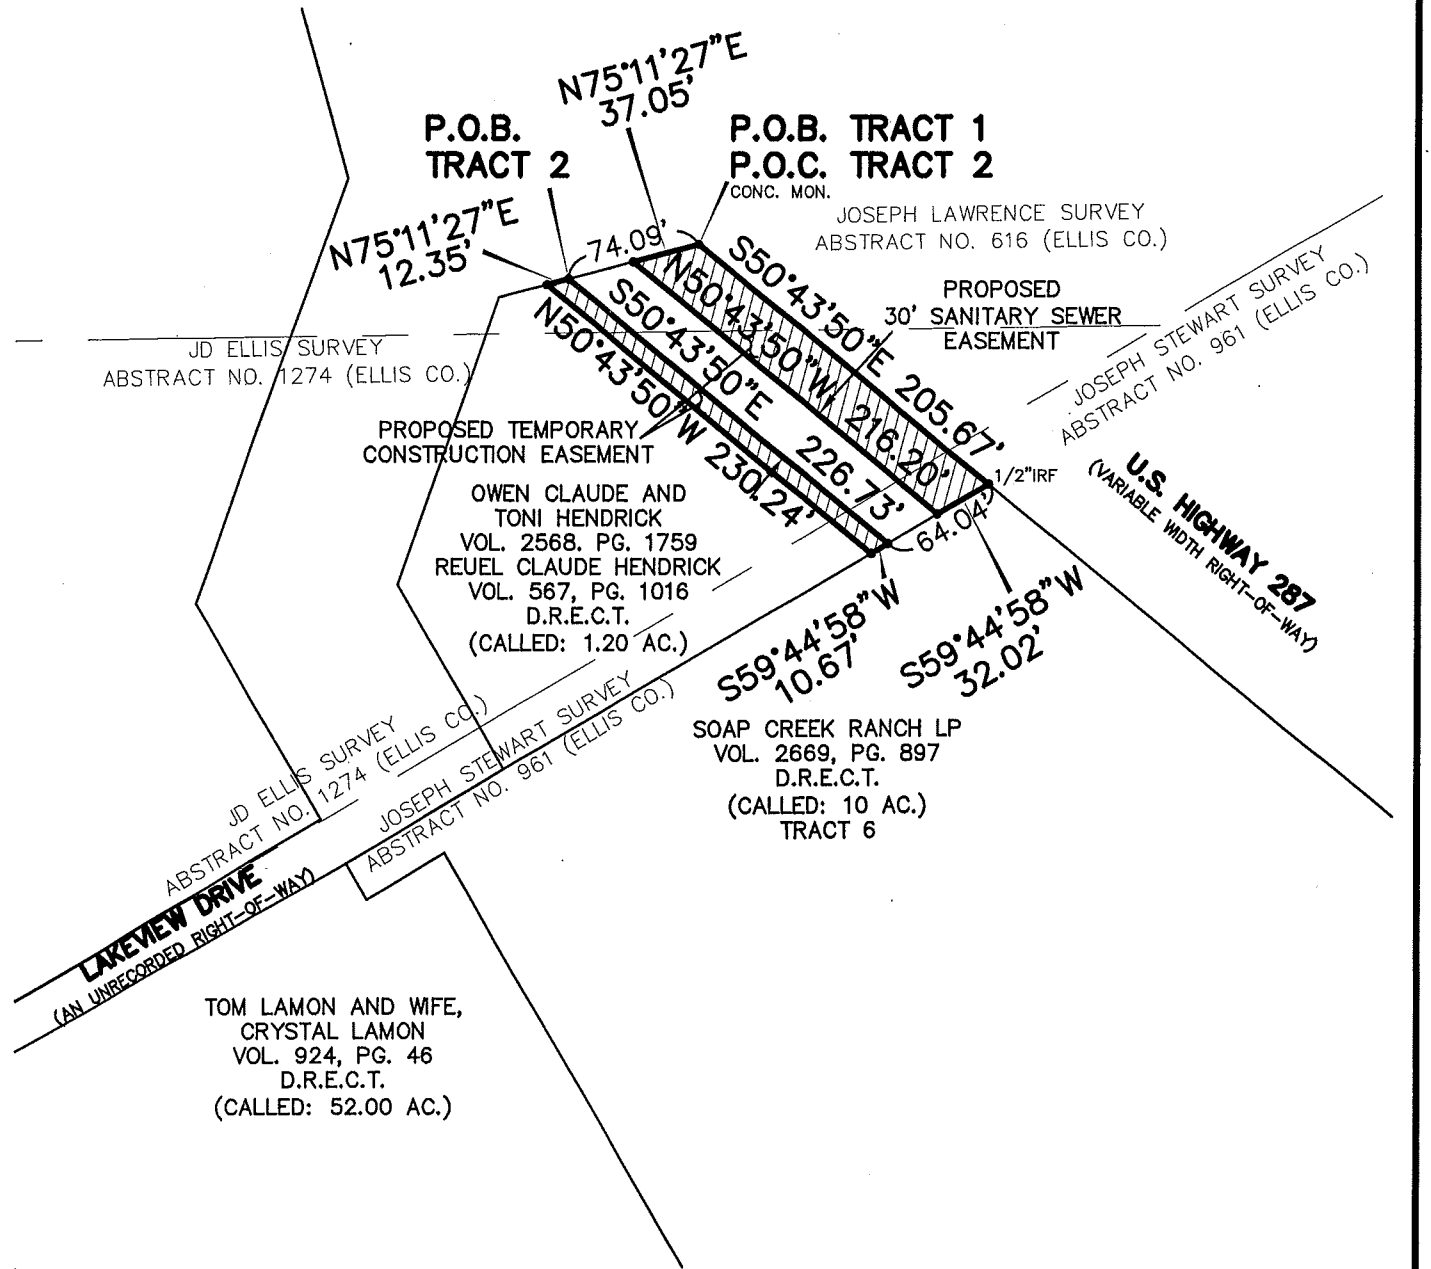 N75°11'27"E
37.05'
P.O.B.
TRACT 2
P.O.B. TRACT 1
P.O.C. TRACT 2
CONC. MON.
N75°11'27"E
12.35'
74.09'
JOSEPH LAWRENCE SURVEY
ABSTRACT NO. 616 (ELLIS CO.)
S50°43'50"E 205.67'
N50°43'50"W 216.20'
S50°43'50"E 226.73'
N50°43'50"W 230.24'
PROPOSED
30' SANITARY SEWER
EASEMENT
JOSEPH STEWART SURVEY
ABSTRACT NO. 961 (ELLIS CO.)
JD ELLIS SURVEY
ABSTRACT NO. 1274 (ELLIS CO.)
PROPOSED TEMPORARY
CONSTRUCTION EASEMENT
1/2"IRF
U.S. HIGHWAY 287
(VARIABLE WIDTH RIGHT-OF-WAY)
OWEN CLAUDE AND
TONI HENDRICK
VOL. 2568. PG. 1759
REUEL CLAUDE HENDRICK
VOL. 567, PG. 1016
D.R.E.C.T.
(CALLED: 1.20 AC.)
64.04'
S59°44'58"W
10.67'
S59°44'58"W
32.02'
SOAP CREEK RANCH LP
VOL. 2669, PG. 897
D.R.E.C.T.
(CALLED: 10 AC.)
TRACT 6
JD ELLIS SURVEY
ABSTRACT NO. 1274 (ELLIS CO.)
JOSEPH STEWART SURVEY
ABSTRACT NO. 961 (ELLIS CO.)
LAKEVIEW DRIVE
(AN UNRECORDED RIGHT-OF-WAY)
TOM LAMON AND WIFE,
CRYSTAL LAMON
VOL. 924, PG. 46
D.R.E.C.T.
(CALLED: 52.00 AC.)